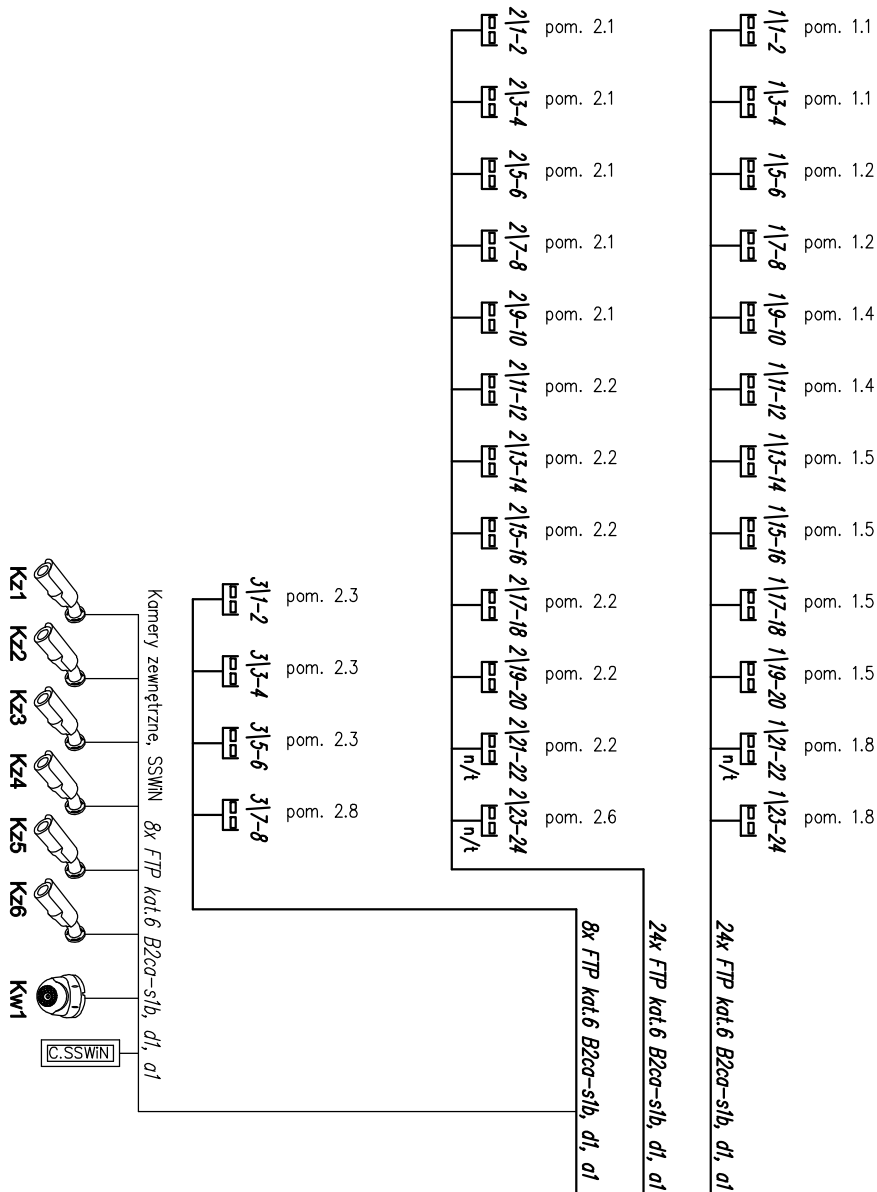 2/1-2 pom. 2.1
2/3-4 pom. 2.1
2/5-6 pom. 2.1
2/7-8 pom. 2.1
2/9-10 pom. 2.1
2/11-12 pom. 2.2
2/13-14 pom. 2.2
2/15-16 pom. 2.2
2/17-18 pom. 2.2
2/19-20 pom. 2.2
2/21-22 pom. 2.2
n/t
2/23-24 pom. 2.6
n/t
1/1-2 pom. 1.1
1/3-4 pom. 1.1
1/5-6 pom. 1.2
1/7-8 pom. 1.2
1/9-10 pom. 1.4
1/11-12 pom. 1.4
1/13-14 pom. 1.5
1/15-16 pom. 1.5
1/17-18 pom. 1.5
1/19-20 pom. 1.5
1/21-22 pom. 1.8
n/t
1/23-24 pom. 1.8
3/1-2 pom. 2.3
3/3-4 pom. 2.3
3/5-6 pom. 2.3
3/7-8 pom. 2.8
Kamery zewnętrzne, SSWiN 8x FTP kat.6 B2ca-s1b, d1, a1
Kz1
Kz2
Kz3
Kz4
Kz5
Kz6
Kw1
C.SSWiN
8x FTP kat.6 B2ca-s1b, d1, a1
24x FTP kat.6 B2ca-s1b, d1, a1
24x FTP kat.6 B2ca-s1b, d1, a1